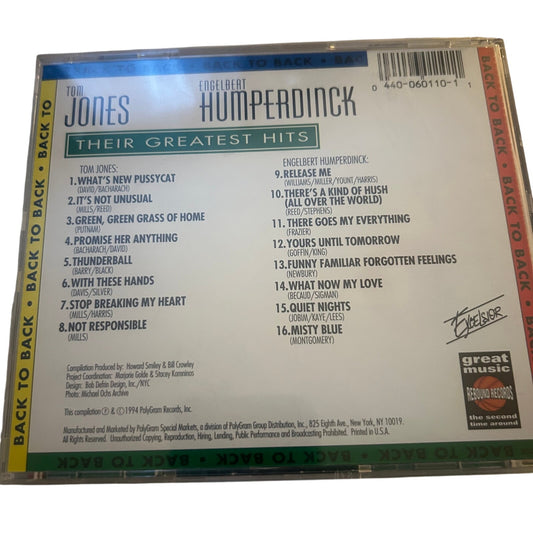 BACK TO BACK TO BACK • BAC
TOM
JONES
ENGELBERT
HUMPERDINCK
0 440-060110-1 1
THEIR GREATEST HITS
TOM JONES:
1.WHAT'S NEW PUSSYCAT
(DAVID/BACHARACH)
2.IT'S NOT UNUSUAL
(MILLS/REED)
3.GREEN, GREEN GRASS OF HOME
(PUTNAM)
4.PROMISE HER ANYTHING
(BACHARACH/DAVID)
5.THUNDERBALL
(BARRY/BLACK)
6.WITH THESE HANDS
(DAVIS/SILVER)
7.STOP BREAKING MY HEART
(MILLS/HARRIS)
8.NOT RESPONSIBLE
(MILLS)
ENGELBERT HUMPERDINCK:
9.RELEASE ME
(WILLIAMS/MILLER/YOUNT/HARRIS)
10.THERE'S A KIND OF HUSH
(ALL OVER THE WORLD)
(REED/STEPHENS)
11.THERE GOES MY EVERYTHING
(FRAZIER)
12.YOURS UNTIL TOMORROW
(GOFFIN/KING)
13.FUNNY FAMILIAR FORGOTTEN FEELINGS
(NEWBURY)
14.WHAT NOW MY LOVE
(BECAUD/SIGMAN)
15.QUIET NIGHTS
(JOBIM/KAYE/LEES)
16.MISTY BLUE
(MONTGOMERY)
Compilation Produced by: Howard Smiley & Bill Crowley
Project Coordination: Marjorie Golde & Stacey Kamninos
Design: Bob Defrin Design, Inc./NYC
Photo: Michael Ochs Archive
EXCELSIOR
great
music
REBOUND RECORDS
the second
time around
This compilation ℗ © 1994 PolyGram Records, Inc.
Manufactured and Marketed by PolyGram Special Markets, a division of PolyGram Group Distribution, Inc., 825 Eighth Ave., New York, NY 10019.
All Rights Reserved. Unauthorized Copying, Reproduction, Hiring, Lending, Public Performance and Broadcasting Prohibited. Printed in U.S.A.
BACK TO BACK • BACK TO BACK • BACK TO
BACK TO BACK • BACK TO BACK • BACK TO BACK
BACK TO BACK • BACK TO BACK • BACK TO BACK